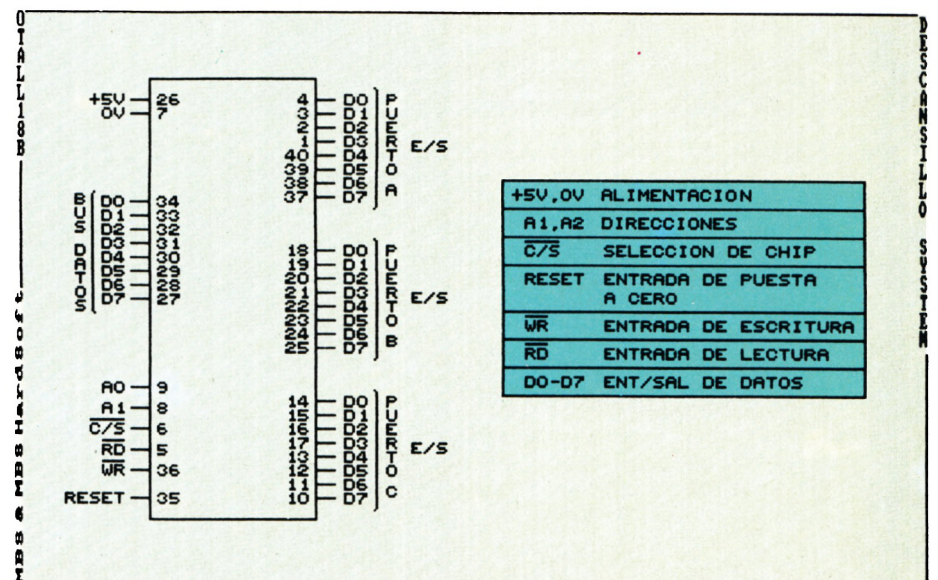 OTALL18B
MBS & MBS HardSoft
DESCANSILLO SYSTEM
+5V 26
0V 7
BUS DATOS
D0 34
D1 33
D2 32
D3 31
D4 30
D5 29
D6 28
D7 27
A0 9
A1 8
C/S 6
RD 5
WR 36
RESET 35
4 D0
3 D1
2 D2
1 D3
40 D4
39 D5
38 D6
37 D7
PUERTO A
E/S
18 D0
19 D1
20 D2
21 D3
22 D4
23 D5
24 D6
25 D7
PUERTO B
E/S
14 D0
15 D1
16 D2
17 D3
13 D4
12 D5
11 D6
10 D7
PUERTO C
E/S
+5V,0V ALIMENTACION
A1,A2 DIRECCIONES
C/S SELECCION DE CHIP
RESET ENTRADA DE PUESTA
A CERO
WR ENTRADA DE ESCRITURA
RD ENTRADA DE LECTURA
D0-D7 ENT/SAL DE DATOS